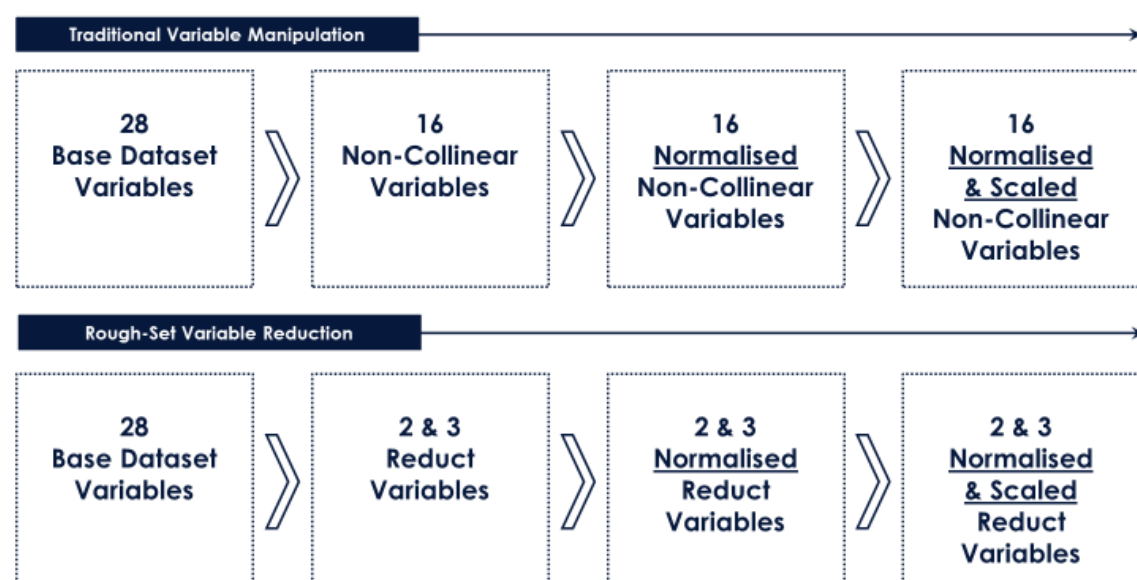 Traditional Variable Manipulation
28
Base Dataset
Variables
16
Non-Collinear
Variables
16
Normalised
Non-Collinear
Variables
16
Normalised
& Scaled
Non-Collinear
Variables
Rough-Set Variable Reduction
28
Base Dataset
Variables
2 & 3
Reduct
Variables
2 & 3
Normalised
Reduct
Variables
2 & 3
Normalised
& Scaled
Reduct
Variables